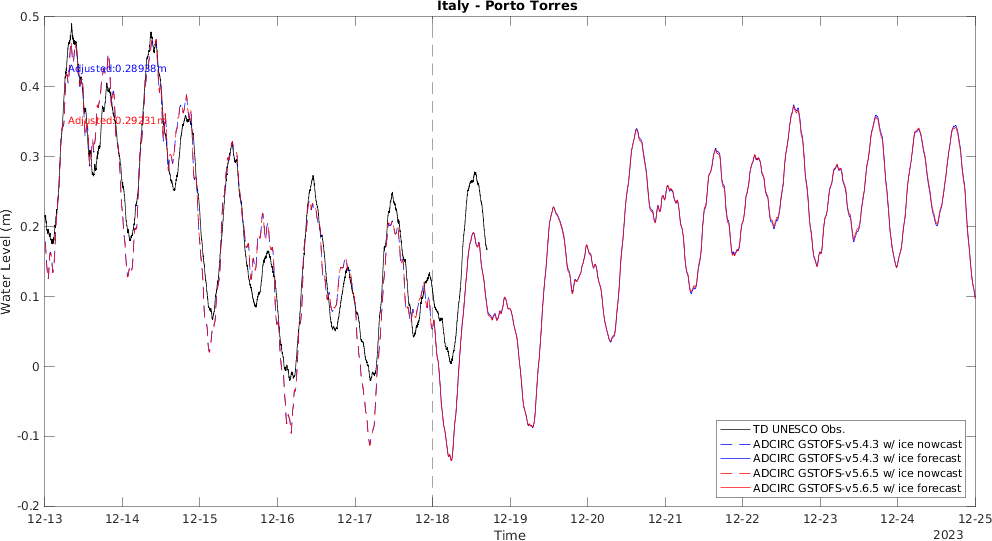 Italy - Porto Torres
0.5
0.4
0.3
0.2
0.1
0
-0.1
-0.2
Water Level (m)
Adjusted:0.28938m
Adjusted:0.29231m
TD UNESCO Obs.
ADCIRC GSTOFS-v5.4.3 w/ ice nowcast
ADCIRC GSTOFS-v5.4.3 w/ ice forecast
ADCIRC GSTOFS-v5.6.5 w/ ice nowcast
ADCIRC GSTOFS-v5.6.5 w/ ice forecast
12-13 12-14 12-15 12-16 12-17 12-18 12-19 12-20 12-21 12-22 12-23 12-24 12-25
Time
2023